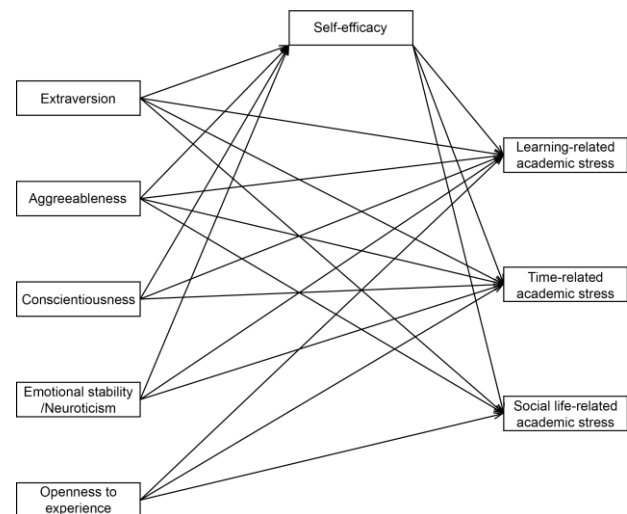 Self-efficacy
Extraversion
Learning-related
academic stress
Aggreeableness
Time-related
academic stress
Conscientiousness
Emotional stability
/Neuroticism
Social life-related
academic stress
Openness to
experience